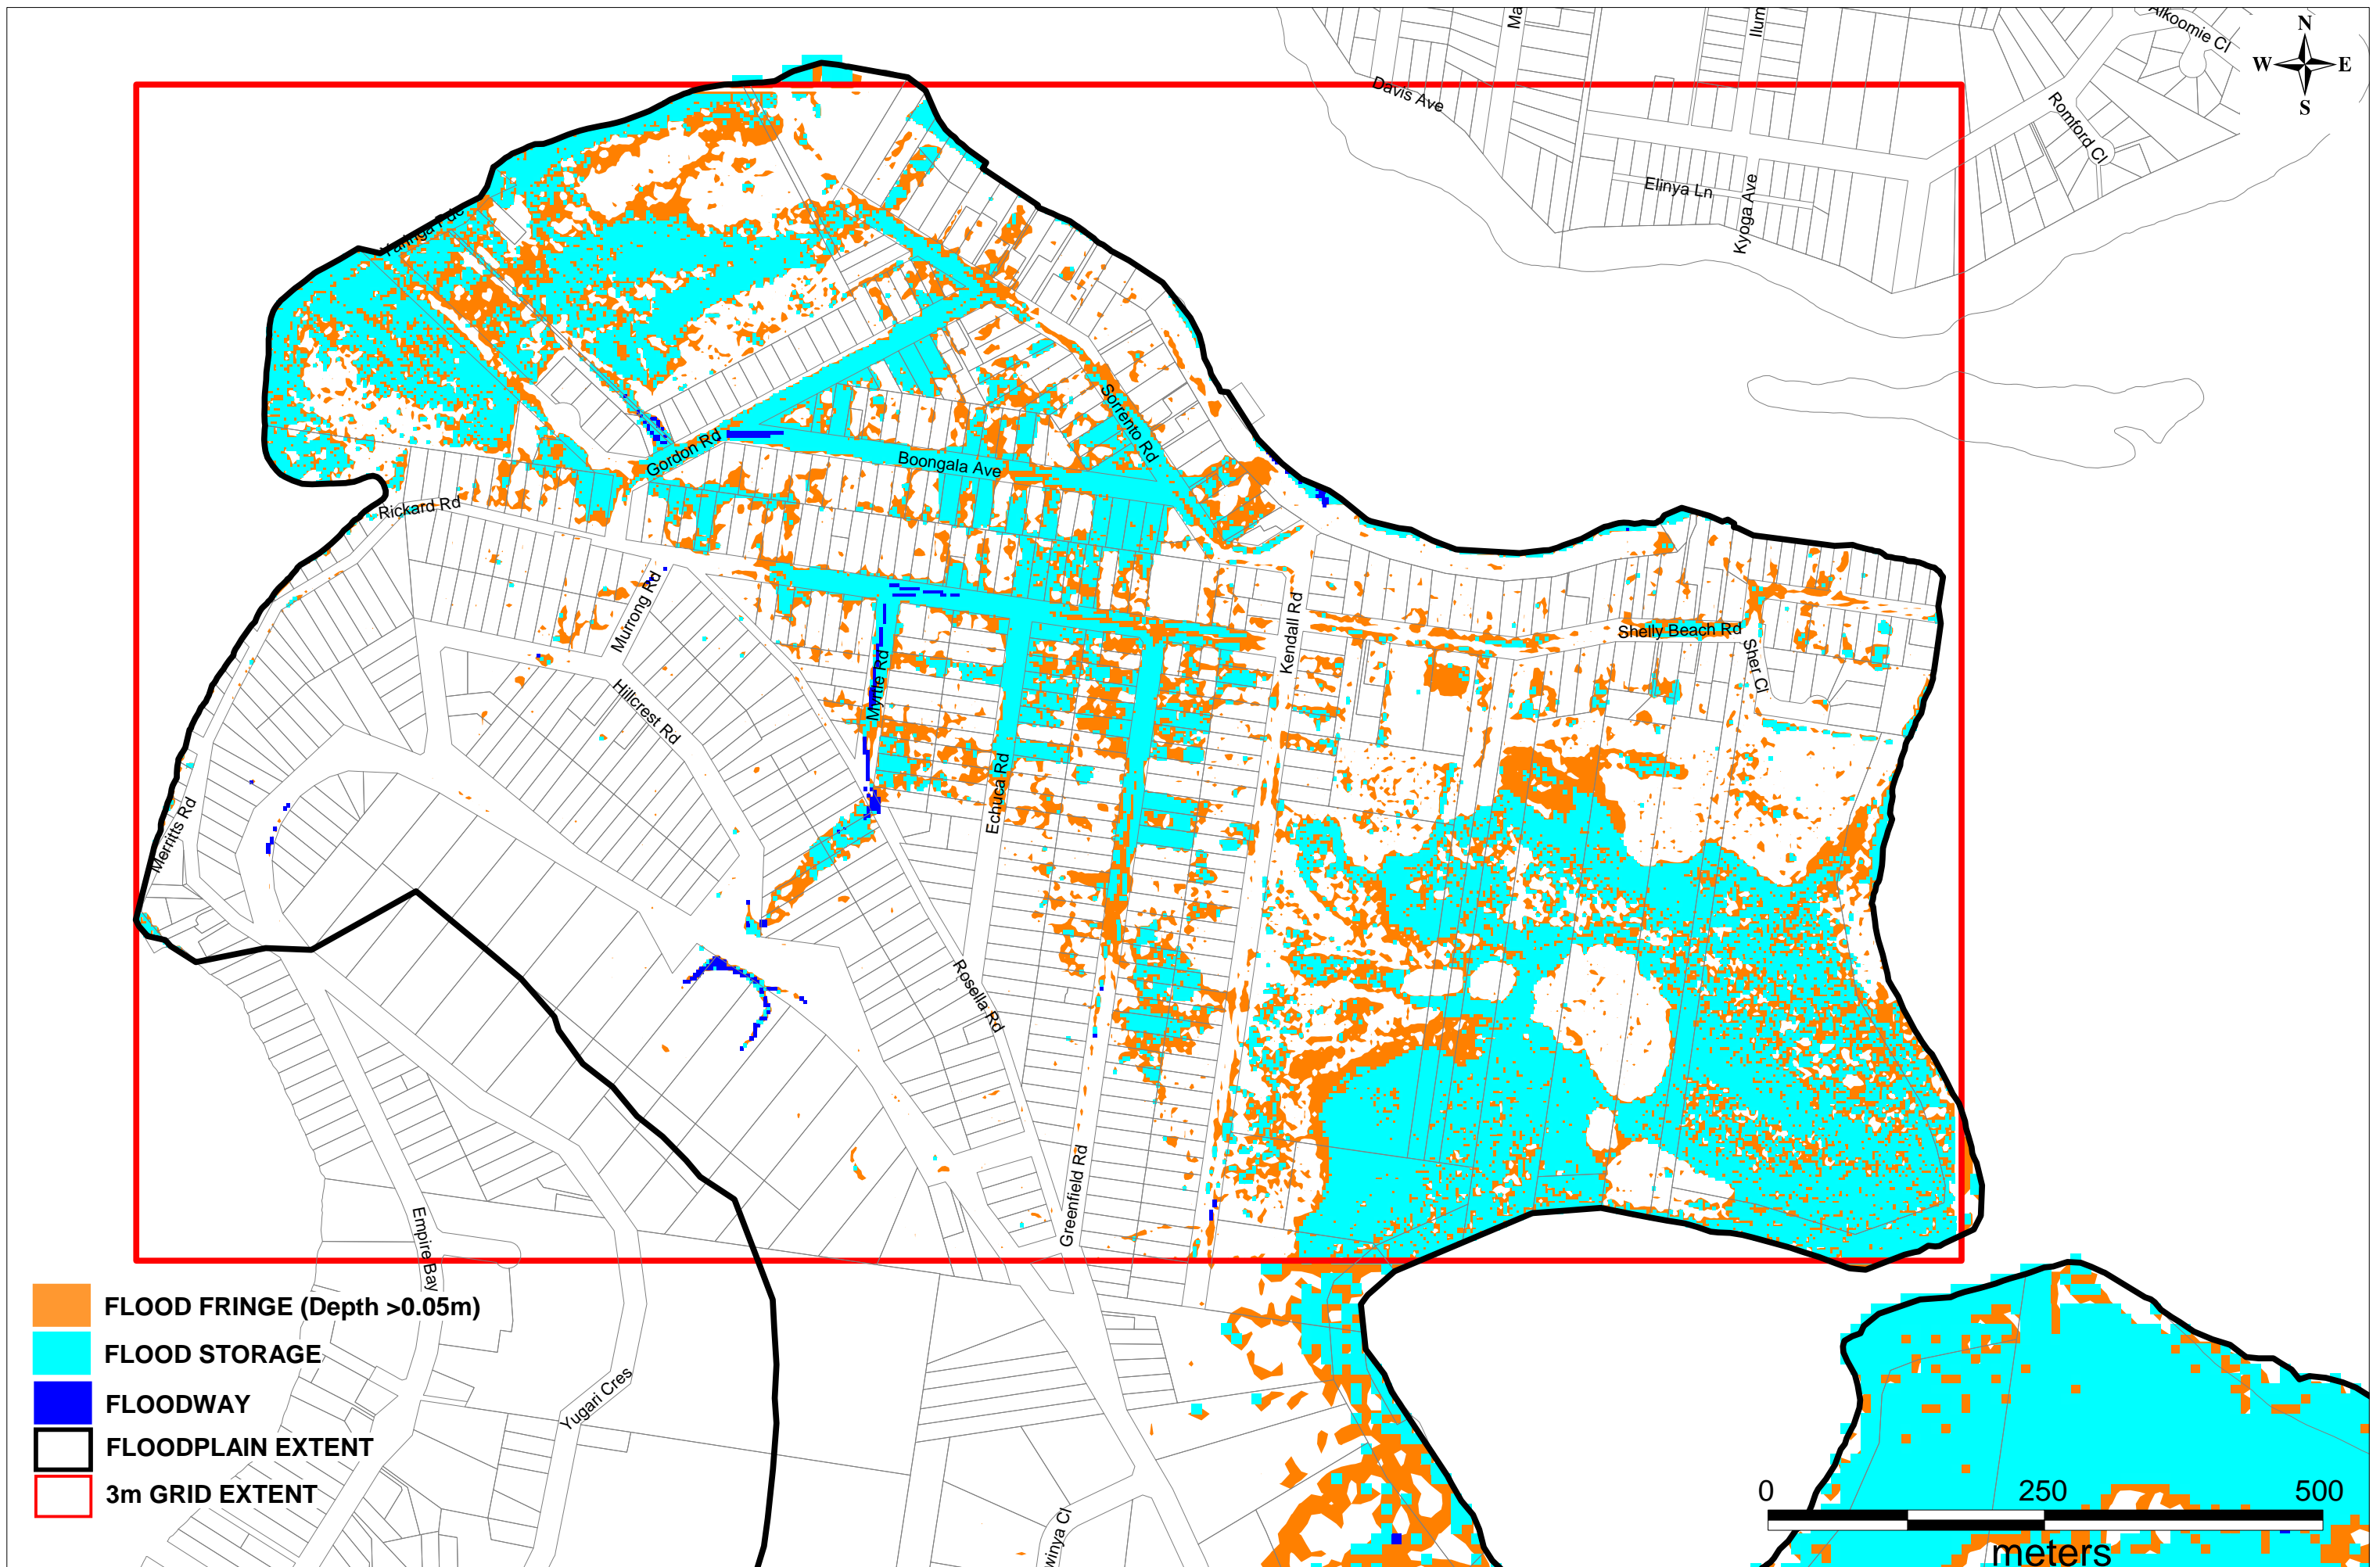 Alkoomie Cl
N
W E
S
Davis Ave
Romford Cl
Elinya Ln
Kyoga Ave
Sorrento Rd
Gordon Rd
Boongala Ave
Rickard Rd
Murrong Rd
Kendall Rd
Shelly Beach Rd
Sher Cl
Myrtle Rd
Hillcrest Rd
Echuca Rd
Merritts Rd
Rosella Rd
Greenfield Rd
Empire Bay
Yugari Cres
FLOOD FRINGE (Depth >0.05m)
FLOOD STORAGE
FLOODWAY
FLOODPLAIN EXTENT
3m GRID EXTENT
0 250 500
meters